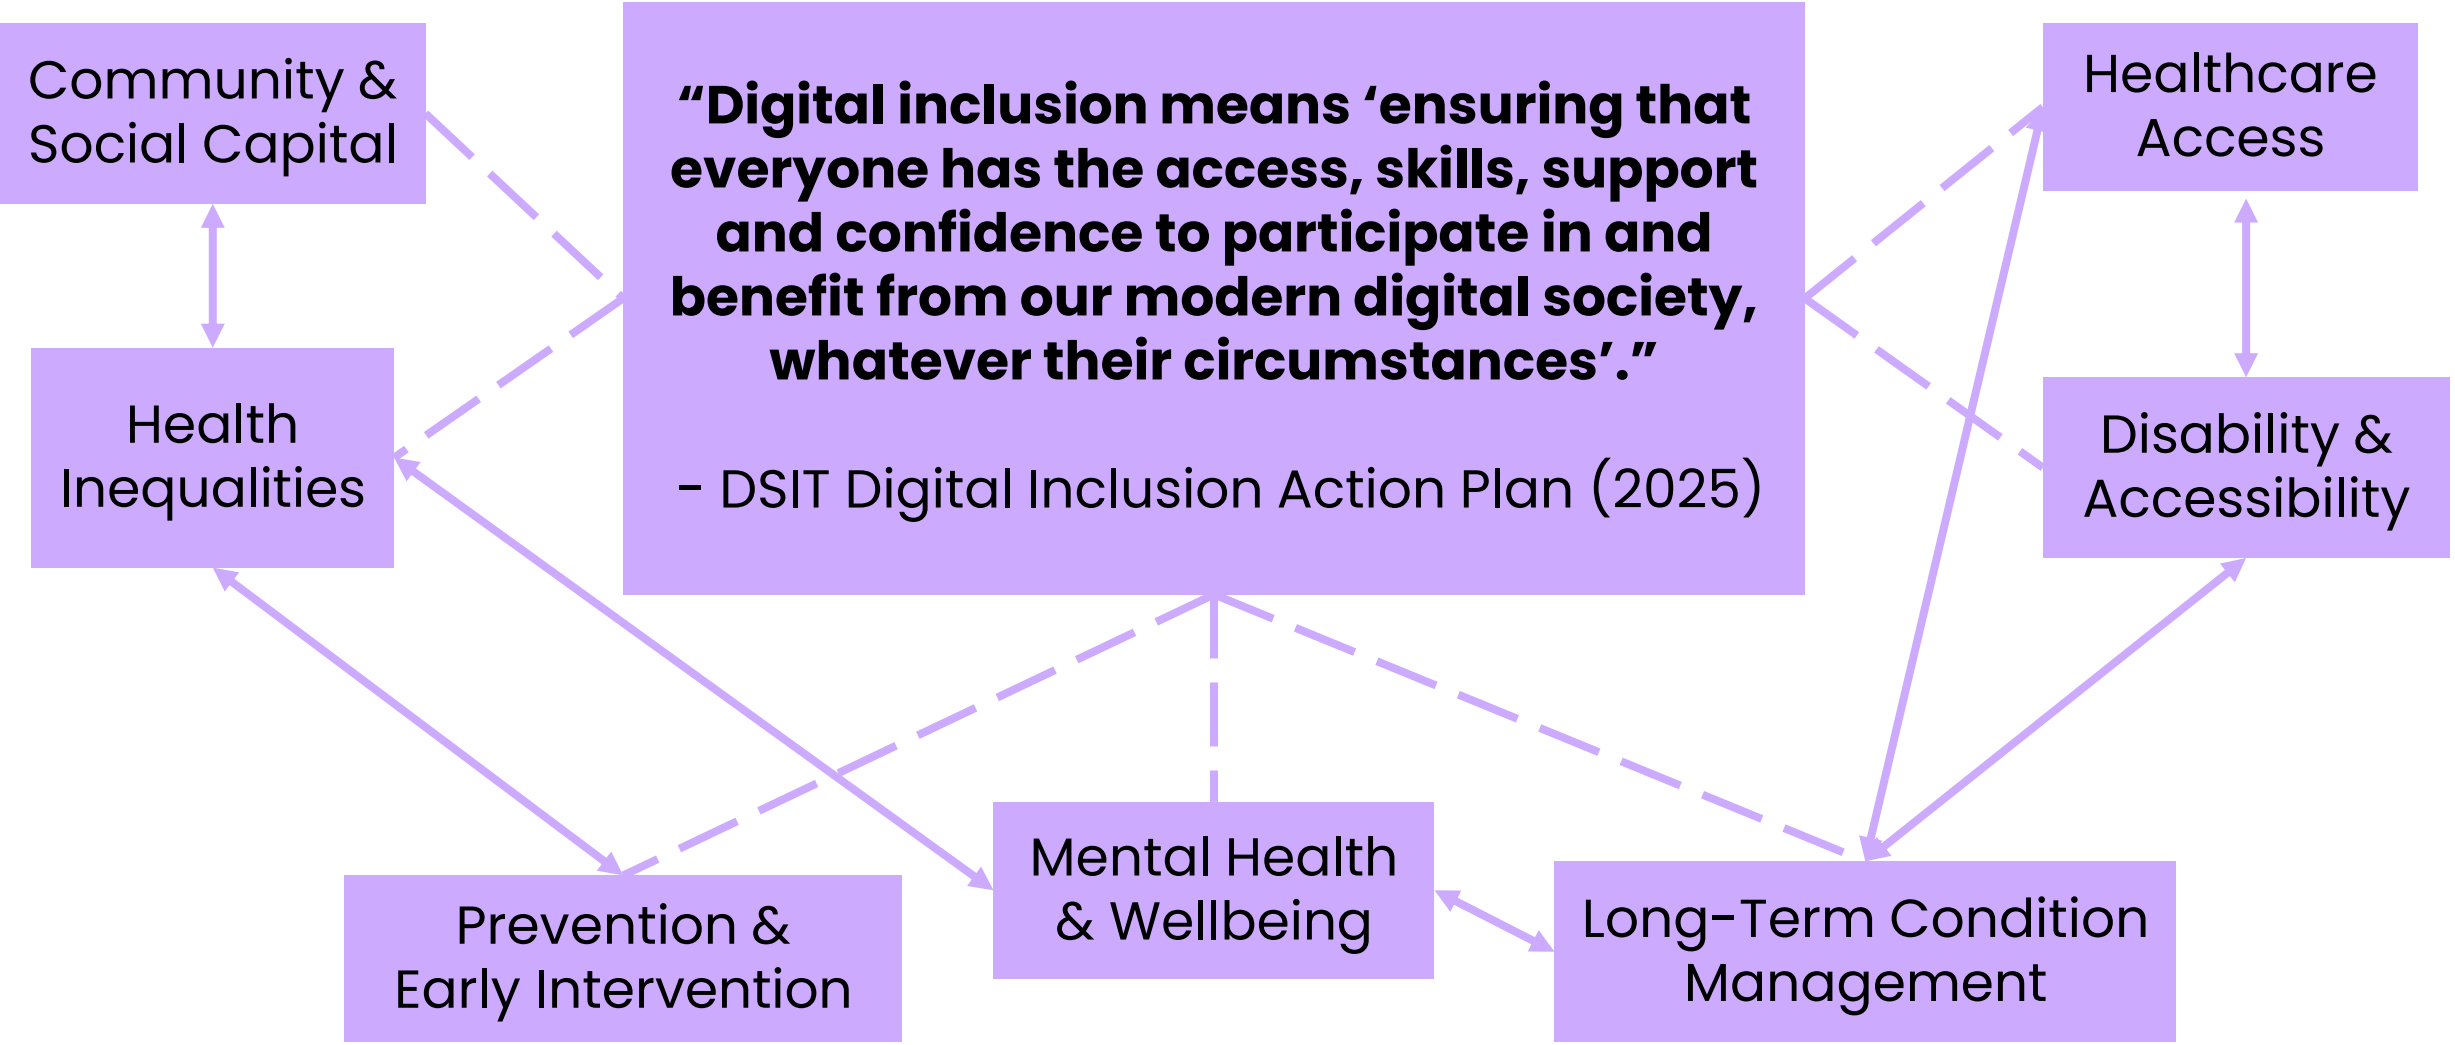 Community &
Social Capital
“Digital inclusion means ‘ensuring that
everyone has the access, skills, support
and confidence to participate in and
benefit from our modern digital society,
whatever their circumstances’.”
- DSIT Digital Inclusion Action Plan (2025)
Healthcare
Access
Health
Inequalities
Disability &
Accessibility
Prevention &
Early Intervention
Mental Health
& Wellbeing
Long-Term Condition
Management